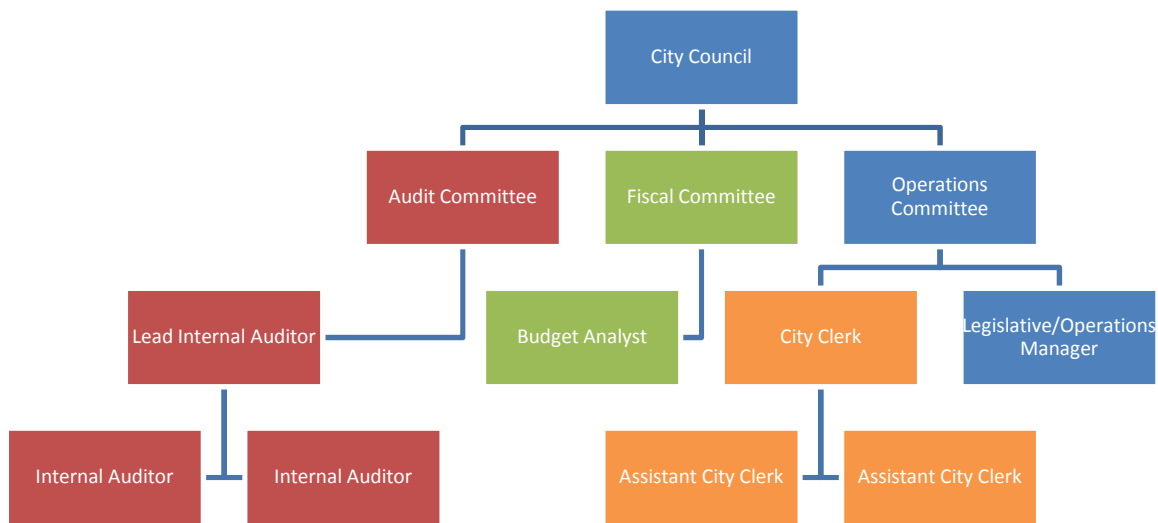 City Council
Audit Committee
Fiscal Committee
Operations
Committee
Lead Internal Auditor
Budget Analyst
City Clerk
Legislative/Operations
Manager
Internal Auditor
Internal Auditor
Assistant City Clerk
Assistant City Clerk